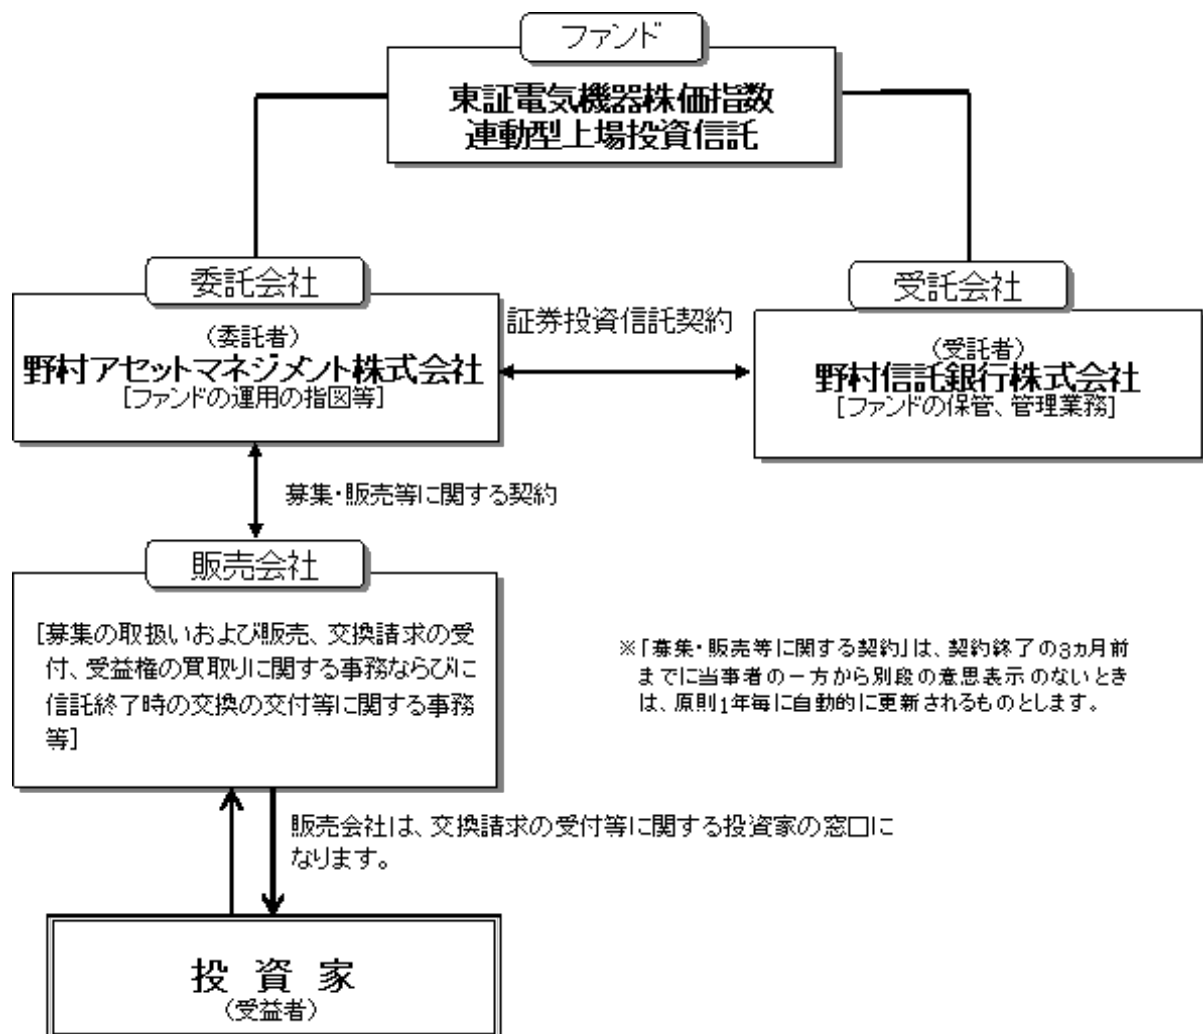 ファンド
東証電気機器株価指数
連動型上場投資信託
委託会社
(委託者)
野村アセットマネジメント株式会社
[ファンドの運用の指図等]
証券投資信託契約
受託会社
(受託者)
野村信託銀行株式会社
[ファンドの保管、管理業務]
募集・販売等に関する契約
販売会社
[募集の取扱いおよび販売、交換請求の受
付、受益権の買取りに関する事務ならびに
信託終了時の交換の交付等に関する事務
等]
※「募集・販売等に関する契約」は、契約終了の3ヵ月前
までに当事者の一方から別段の意思表示のないとき
は、原則1年毎に自動的に更新されるものとします。
販売会社は、交換請求の受付等に関する投資家の窓口に
なります。
投 資 家
(受益者)